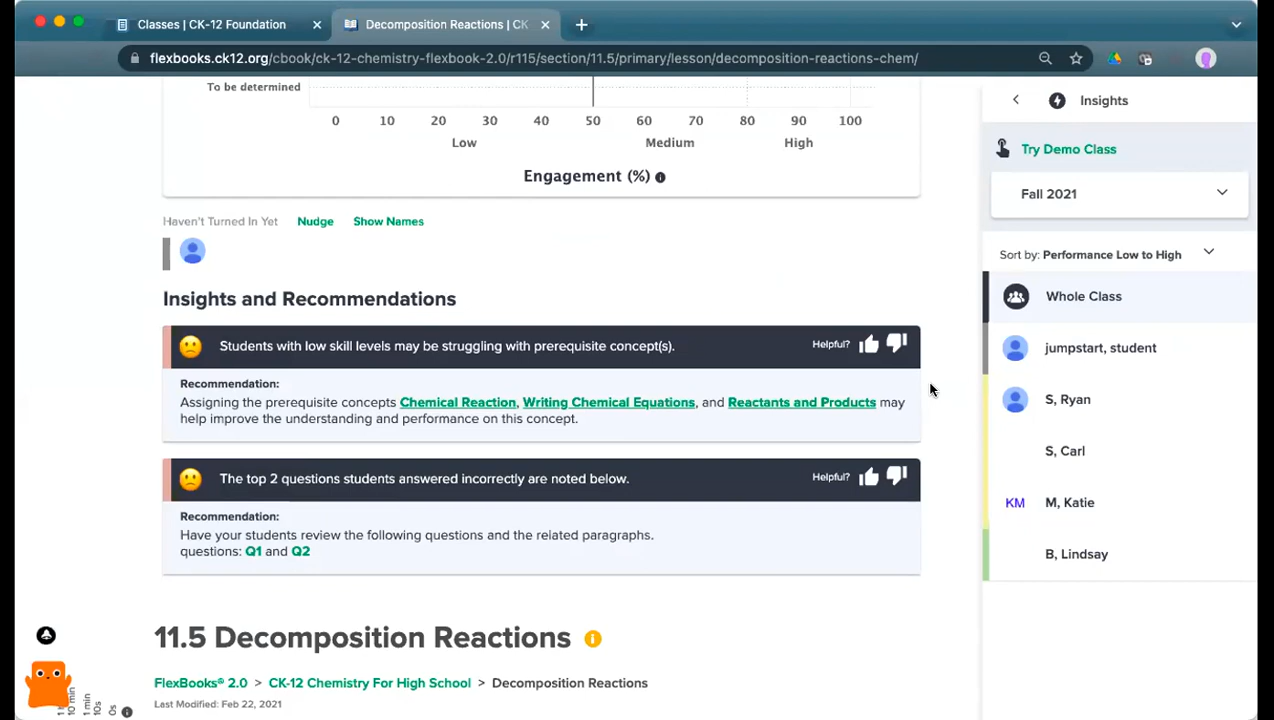 Classes | CK-12 Foundation
Decomposition Reactions | CK
flexbooks.ck12.org/cbook/ck-12-chemistry-flexbook-2.0/r115/section/11.5/primary/lesson/decomposition-reactions-chem/
To be determined
0 10 20 30 40 50 60 70 80 90 100
Low Medium High
Engagement (%)
Haven't Turned In Yet Nudge Show Names
Insights and Recommendations
Students with low skill levels may be struggling with prerequisite concept(s). Helpful?
Recommendation:
Assigning the prerequisite concepts Chemical Reaction, Writing Chemical Equations, and Reactants and Products may
help improve the understanding and performance on this concept.
The top 2 questions students answered incorrectly are noted below. Helpful?
Recommendation:
Have your students review the following questions and the related paragraphs.
questions: Q1 and Q2
11.5 Decomposition Reactions
FlexBooks® 2.0 > CK-12 Chemistry For High School > Decomposition Reactions
Last Modified: Feb 22, 2021
10 min
1 min
10s
0s
Insights
Try Demo Class
Fall 2021
Sort by: Performance Low to High
Whole Class
jumpstart, student
S, Ryan
S, Carl
KM M, Katie
B, Lindsay